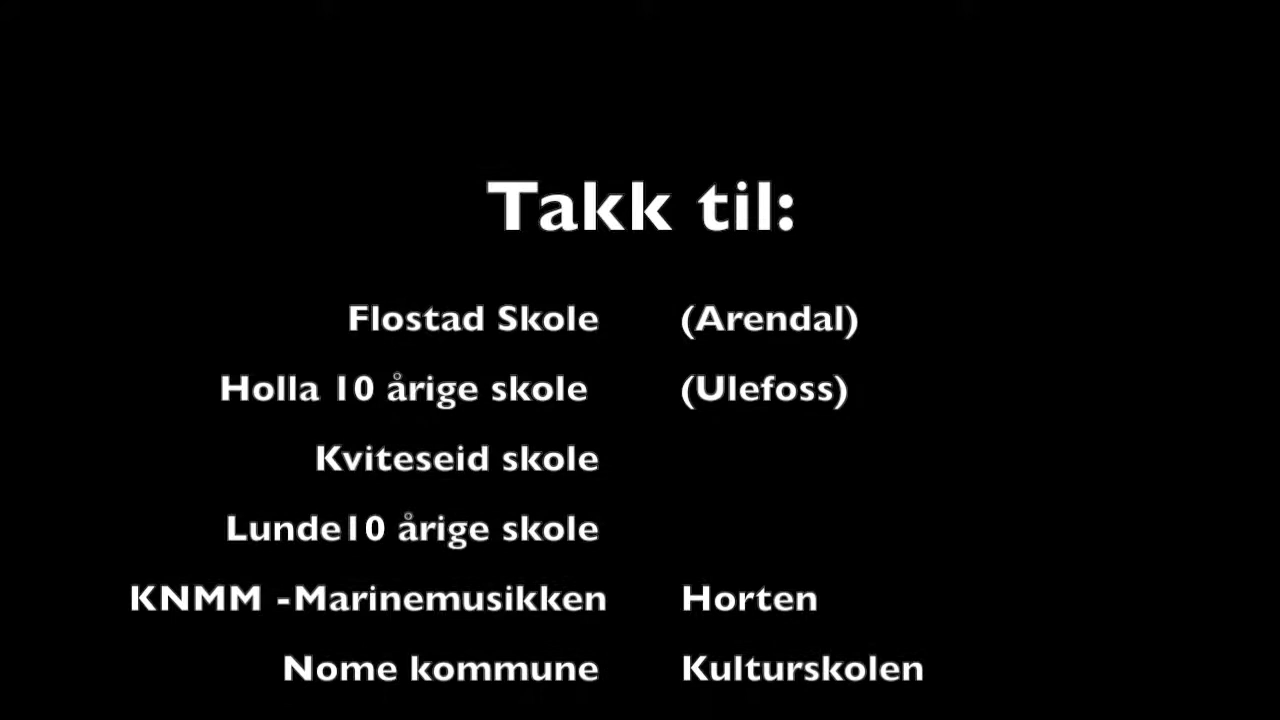 Takk til:
Flostad Skole (Arendal)
Holla 10 årige skole (Ulefoss)
Kviteseid skole
Lunde10 årige skole
KNMM -Marinemusikken Horten
Nome kommune Kulturskolen